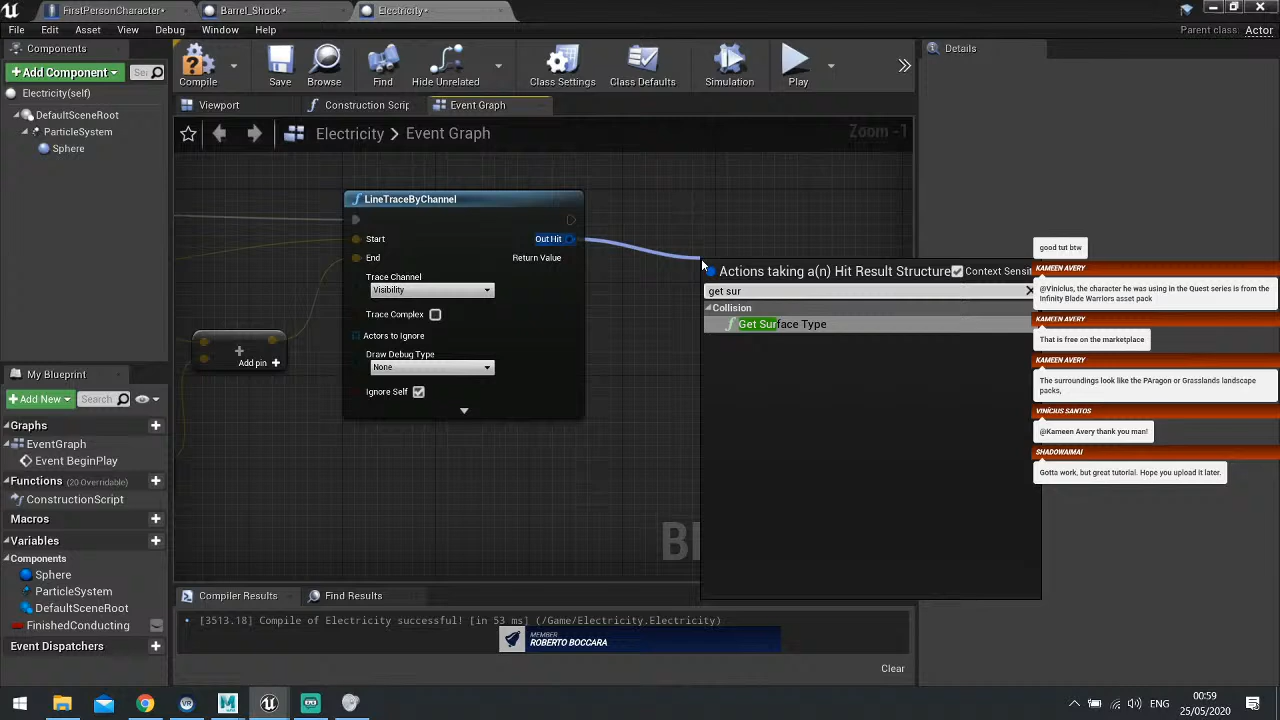 FirstPersonCharacter•
Barrel_Shock•
Electricity•
File Edit Asset View Debug Window Help
Parent class: Actor
Components
Details
+ Add Component
Electricity(self)
DefaultSceneRoot
ParticleSystem
Sphere
Compile
Save
Browse
Find
Hide Unrelated
Class Settings
Class Defaults
Simulation
Play
Viewport
Construction Scrip
Event Graph
Electricity > Event Graph
Zoom -1
LineTraceByChannel
Start
End
Trace Channel
Visibility
Trace Complex
Actors to Ignore
Draw Debug Type
None
Ignore Self
Out Hit
Return Value
Add pin +
Actions taking a(n) Hit Result Structure
Context Sensit
get sur
Collision
Get Surface Type
My Blueprint
+ Add New
Search
Graphs
EventGraph
Event BeginPlay
Functions (20 Overridable)
ConstructionScript
Macros
Variables
Components
Sphere
ParticleSystem
DefaultSceneRoot
FinishedConducting
Event Dispatchers
good tut btw
KAMEEN AVERY
@Vinicius, the character he was using in the Quest series is from the
Infinity Blade Warriors asset pack
KAMEEN AVERY
That is free on the marketplace
KAMEEN AVERY
The surroundings look like the PAragon or Grasslands landscape
packs,
VINÍCIUS SANTOS
@Kameen Avery thank you man!
SHADOWAIMAI
Gotta work, but great tutorial. Hope you upload it later.
Compiler Results
Find Results
[3513.18] Compile of Electricity successful! [in 53 ms] (/Game/Electricity.Electricity)
MEMBER
ROBERTO BOCCARA
Clear
ENG
00:59
25/05/2020